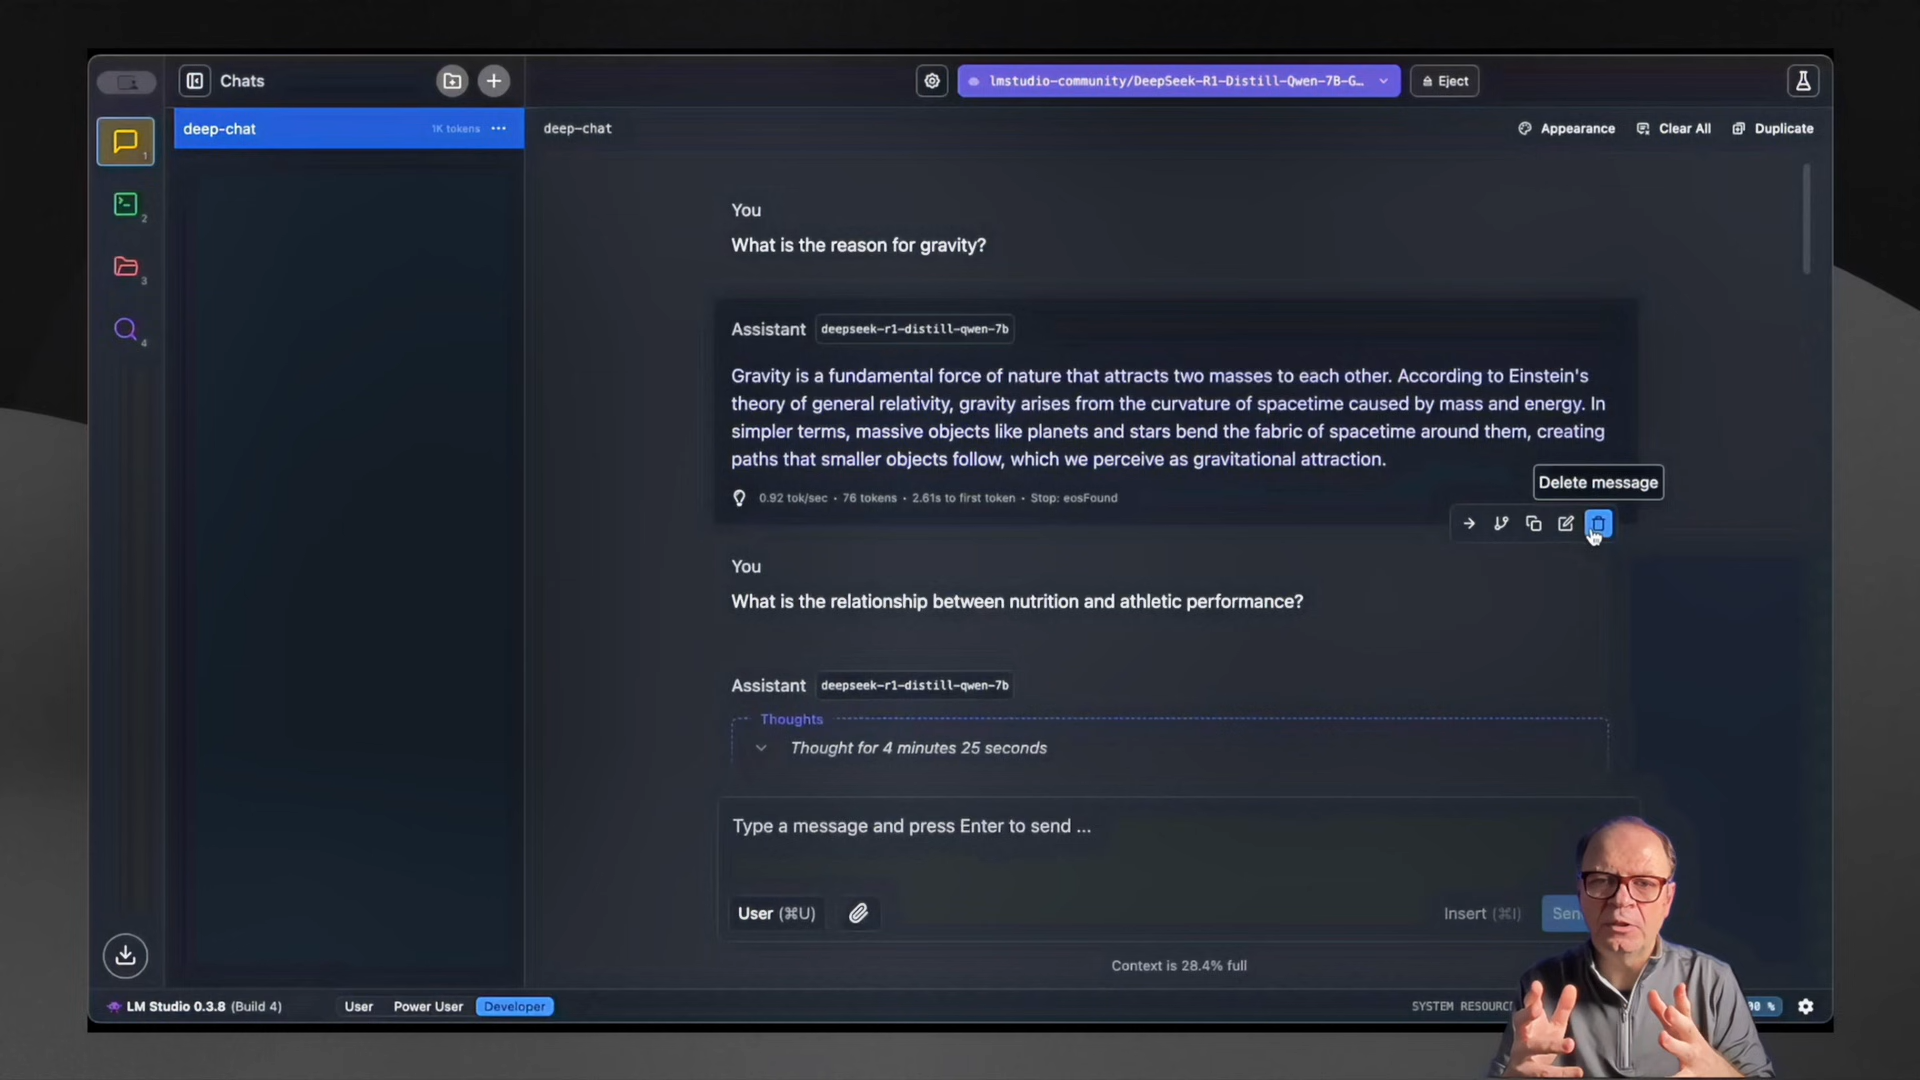 Chats
lmstudio-community/DeepSeek-R1-Distill-Qwen-7B-G…
Eject
deep-chat
1K tokens
deep-chat
Appearance
Clear All
Duplicate
1
2
3
4
You
What is the reason for gravity?
Assistant
deepseek-r1-distill-qwen-7b
Gravity is a fundamental force of nature that attracts two masses to each other. According to Einstein's
theory of general relativity, gravity arises from the curvature of spacetime caused by mass and energy. In
simpler terms, massive objects like planets and stars bend the fabric of spacetime around them, creating
paths that smaller objects follow, which we perceive as gravitational attraction.
0.92 tok/sec • 76 tokens • 2.61s to first token • Stop: eosFound
Delete message
You
What is the relationship between nutrition and athletic performance?
Assistant
deepseek-r1-distill-qwen-7b
Thoughts
Thought for 4 minutes 25 seconds
Type a message and press Enter to send ...
User (⌘U)
Insert (⌘I)
Context is 28.4% full
LM Studio 0.3.8 (Build 4)
User
Power User
Developer
SYSTEM